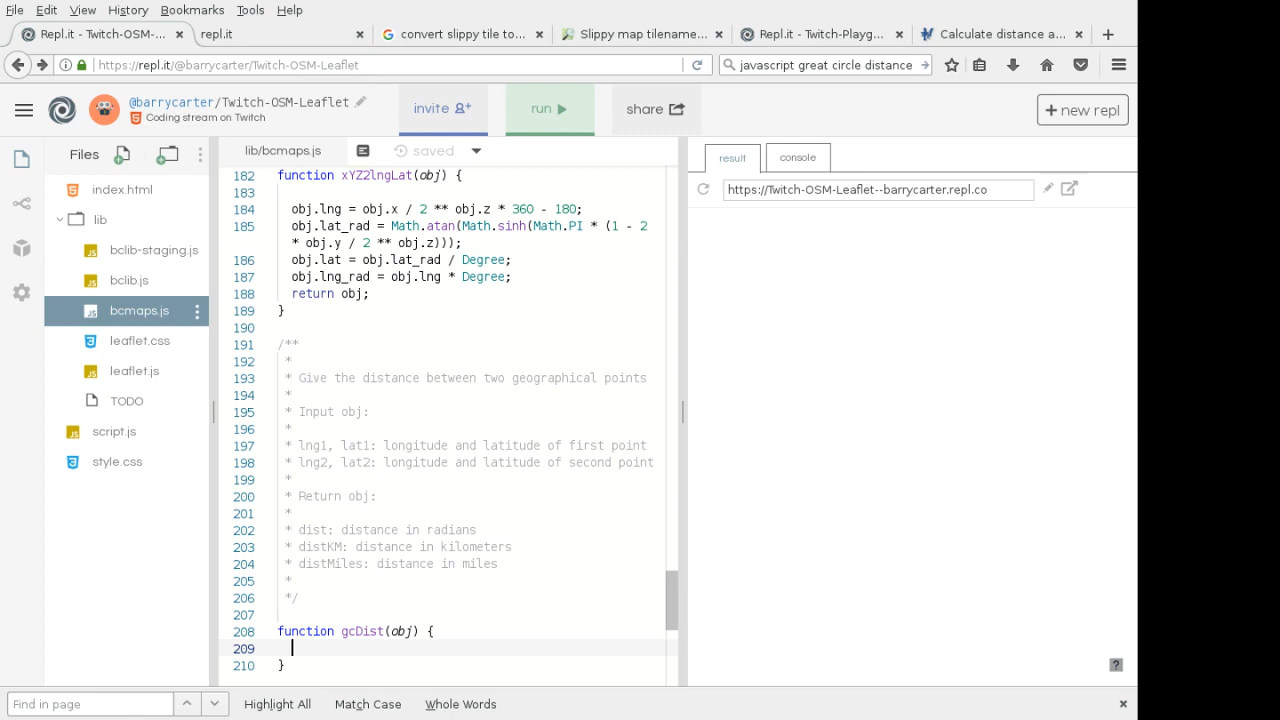 File Edit View History Bookmarks Tools Help
Repl.it - Twitch-OSM-... × repl.it × convert slippy tile to... × Slippy map tilename... × Repl.it - Twitch-Playg... × Calculate distance a... × +
https://repl.it/@barrycarter/Twitch-OSM-Leaflet
javascript great circle distance
@barrycarter/Twitch-OSM-Leaflet
Coding stream on Twitch
invite
run
share
+ new repl
Files
index.html
lib
bclib-staging.js
bclib.js
bcmaps.js
leaflet.css
leaflet.js
TODO
script.js
style.css
lib/bcmaps.js
saved
182 function xYZ2lngLat(obj) {
183
184 obj.lng = obj.x / 2 ** obj.z * 360 - 180;
185 obj.lat_rad = Math.atan(Math.sinh(Math.PI * (1 - 2
* obj.y / 2 ** obj.z)));
186 obj.lat = obj.lat_rad / Degree;
187 obj.lng_rad = obj.lng * Degree;
188 return obj;
189 }
190
191 /**
192 *
193 * Give the distance between two geographical points
194 *
195 * Input obj:
196 *
197 * lng1, lat1: longitude and latitude of first point
198 * lng2, lat2: longitude and latitude of second point
199 *
200 * Return obj:
201 *
202 * dist: distance in radians
203 * distKM: distance in kilometers
204 * distMiles: distance in miles
205 *
206 */
207
208 function gcDist(obj) {
209
210 }
result
console
https://Twitch-OSM-Leaflet--barrycarter.repl.co
?
Find in page
Highlight All Match Case Whole Words ×